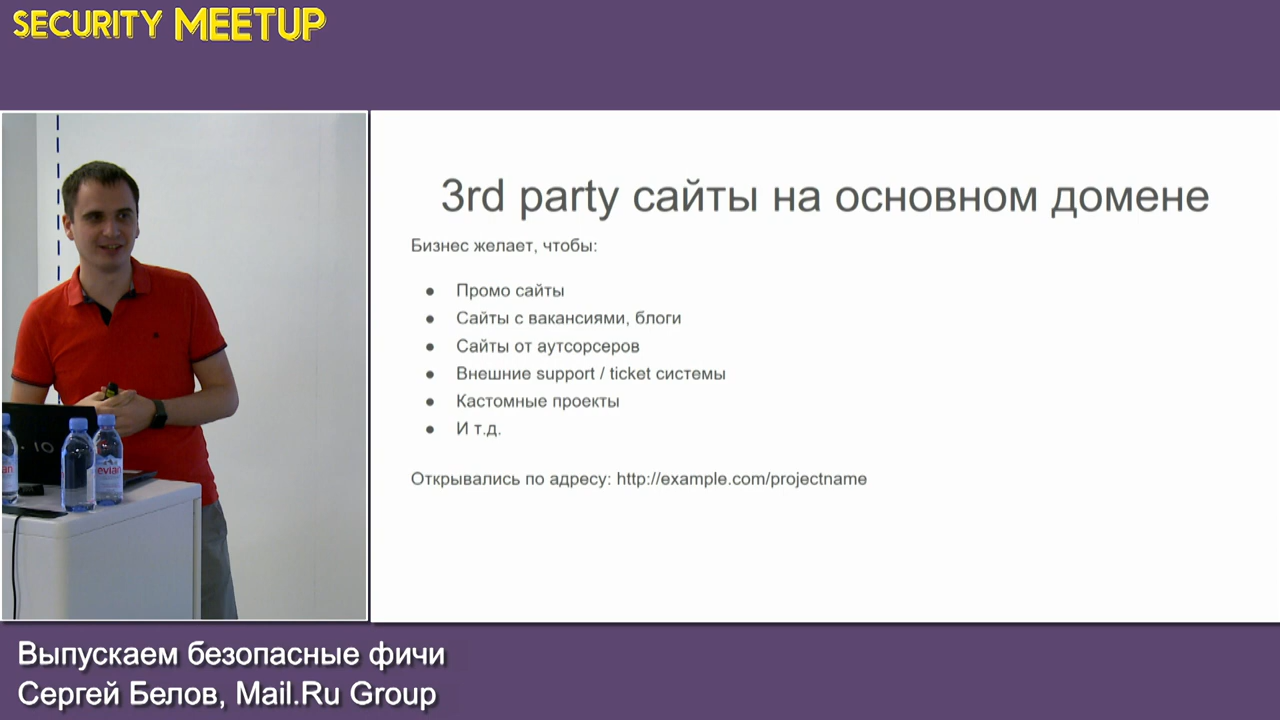 SECURITY MEETUP
3rd party сайты на основном домене
Бизнес желает, чтобы:
● Промо сайты
● Сайты с вакансиями, блоги
● Сайты от аутсорсеров
● Внешние support / ticket системы
● Кастомные проекты
● И т.д.
Открывались по адресу: http://example.com/projectname
evian
Выпускаем безопасные фичи
Сергей Белов, Mail.Ru Group